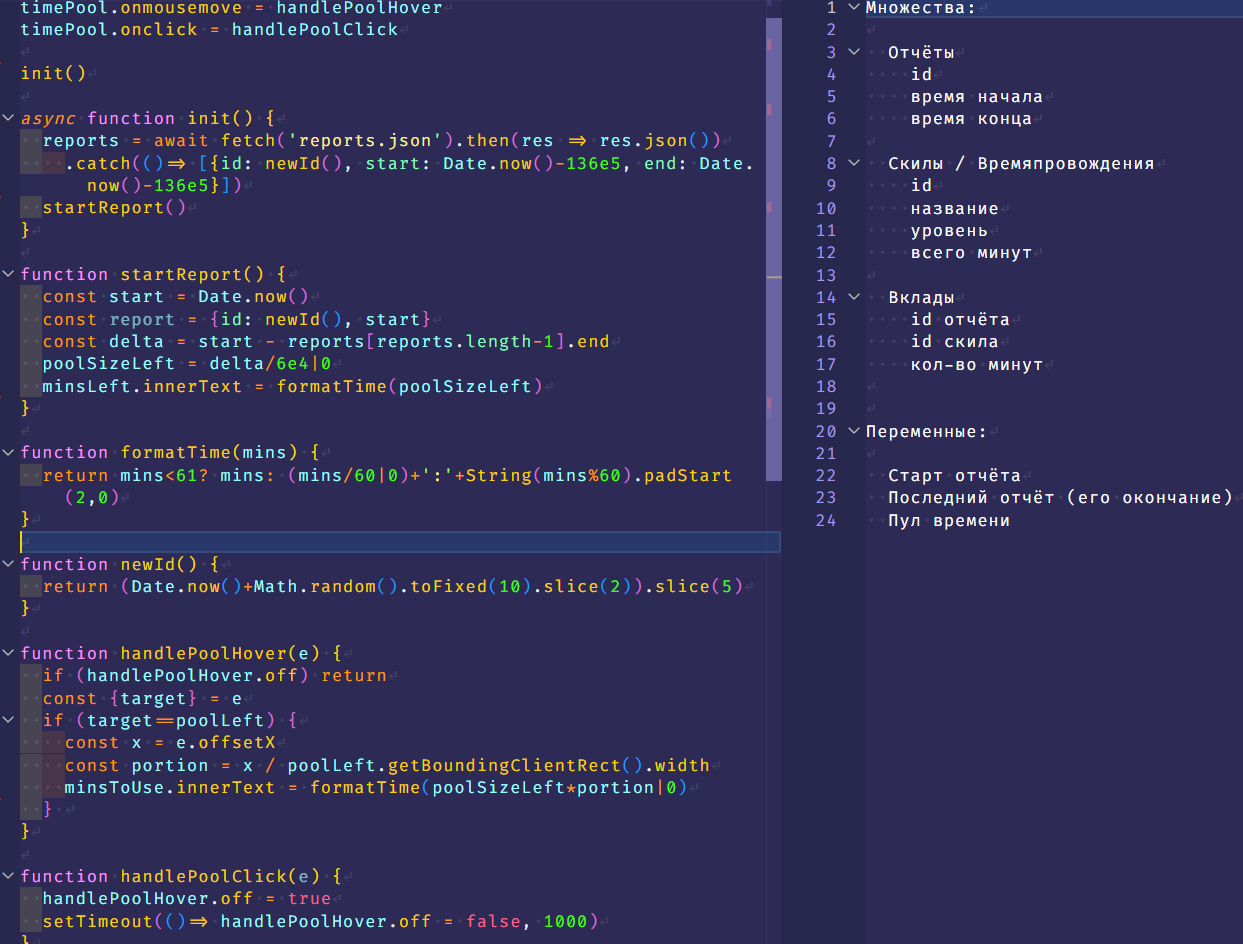 timePool.onmousemove = handlePoolHover
timePool.onclick = handlePoolClick
init()
async function init() {
reports = await fetch('reports.json').then(res => res.json())
.catch(()=> [{id: newId(), start: Date.now()-136e5, end: Date.
now()-136e5}])
startReport()
}
function startReport() {
const start = Date.now()
const report = {id: newId(), start}
const delta = start - reports[reports.length-1].end
poolSizeLeft = delta/6e4|0
minsLeft.innerText = formatTime(poolSizeLeft)
}
function formatTime(mins) {
return mins<61? mins: (mins/60|0)+':'+String(mins%60).padStart
(2,0)
}
function newId() {
return (Date.now()+Math.random().toFixed(10).slice(2)).slice(5)
}
function handlePoolHover(e) {
if (handlePoolHover.off) return
const {target} = e
if (target==poolLeft) {
const x = e.offsetX
const portion = x / poolLeft.getBoundingClientRect().width
minsToUse.innerText = formatTime(poolSizeLeft*portion|0)
}
}
function handlePoolClick(e) {
handlePoolHover.off = true
setTimeout(()=> handlePoolHover.off = false, 1000)
}
1 Множества:
2
3 Отчёты
4 id
5 время начала
6 время конца
7
8 Скилы / Времяпровождения
9 id
10 название
11 уровень
12 всего минут
13
14 Вклады
15 id отчёта
16 id скила
17 кол-во минут
18
19
20 Переменные:
21
22 Старт отчёта
23 Последний отчёт (его окончание)
24 Пул времени